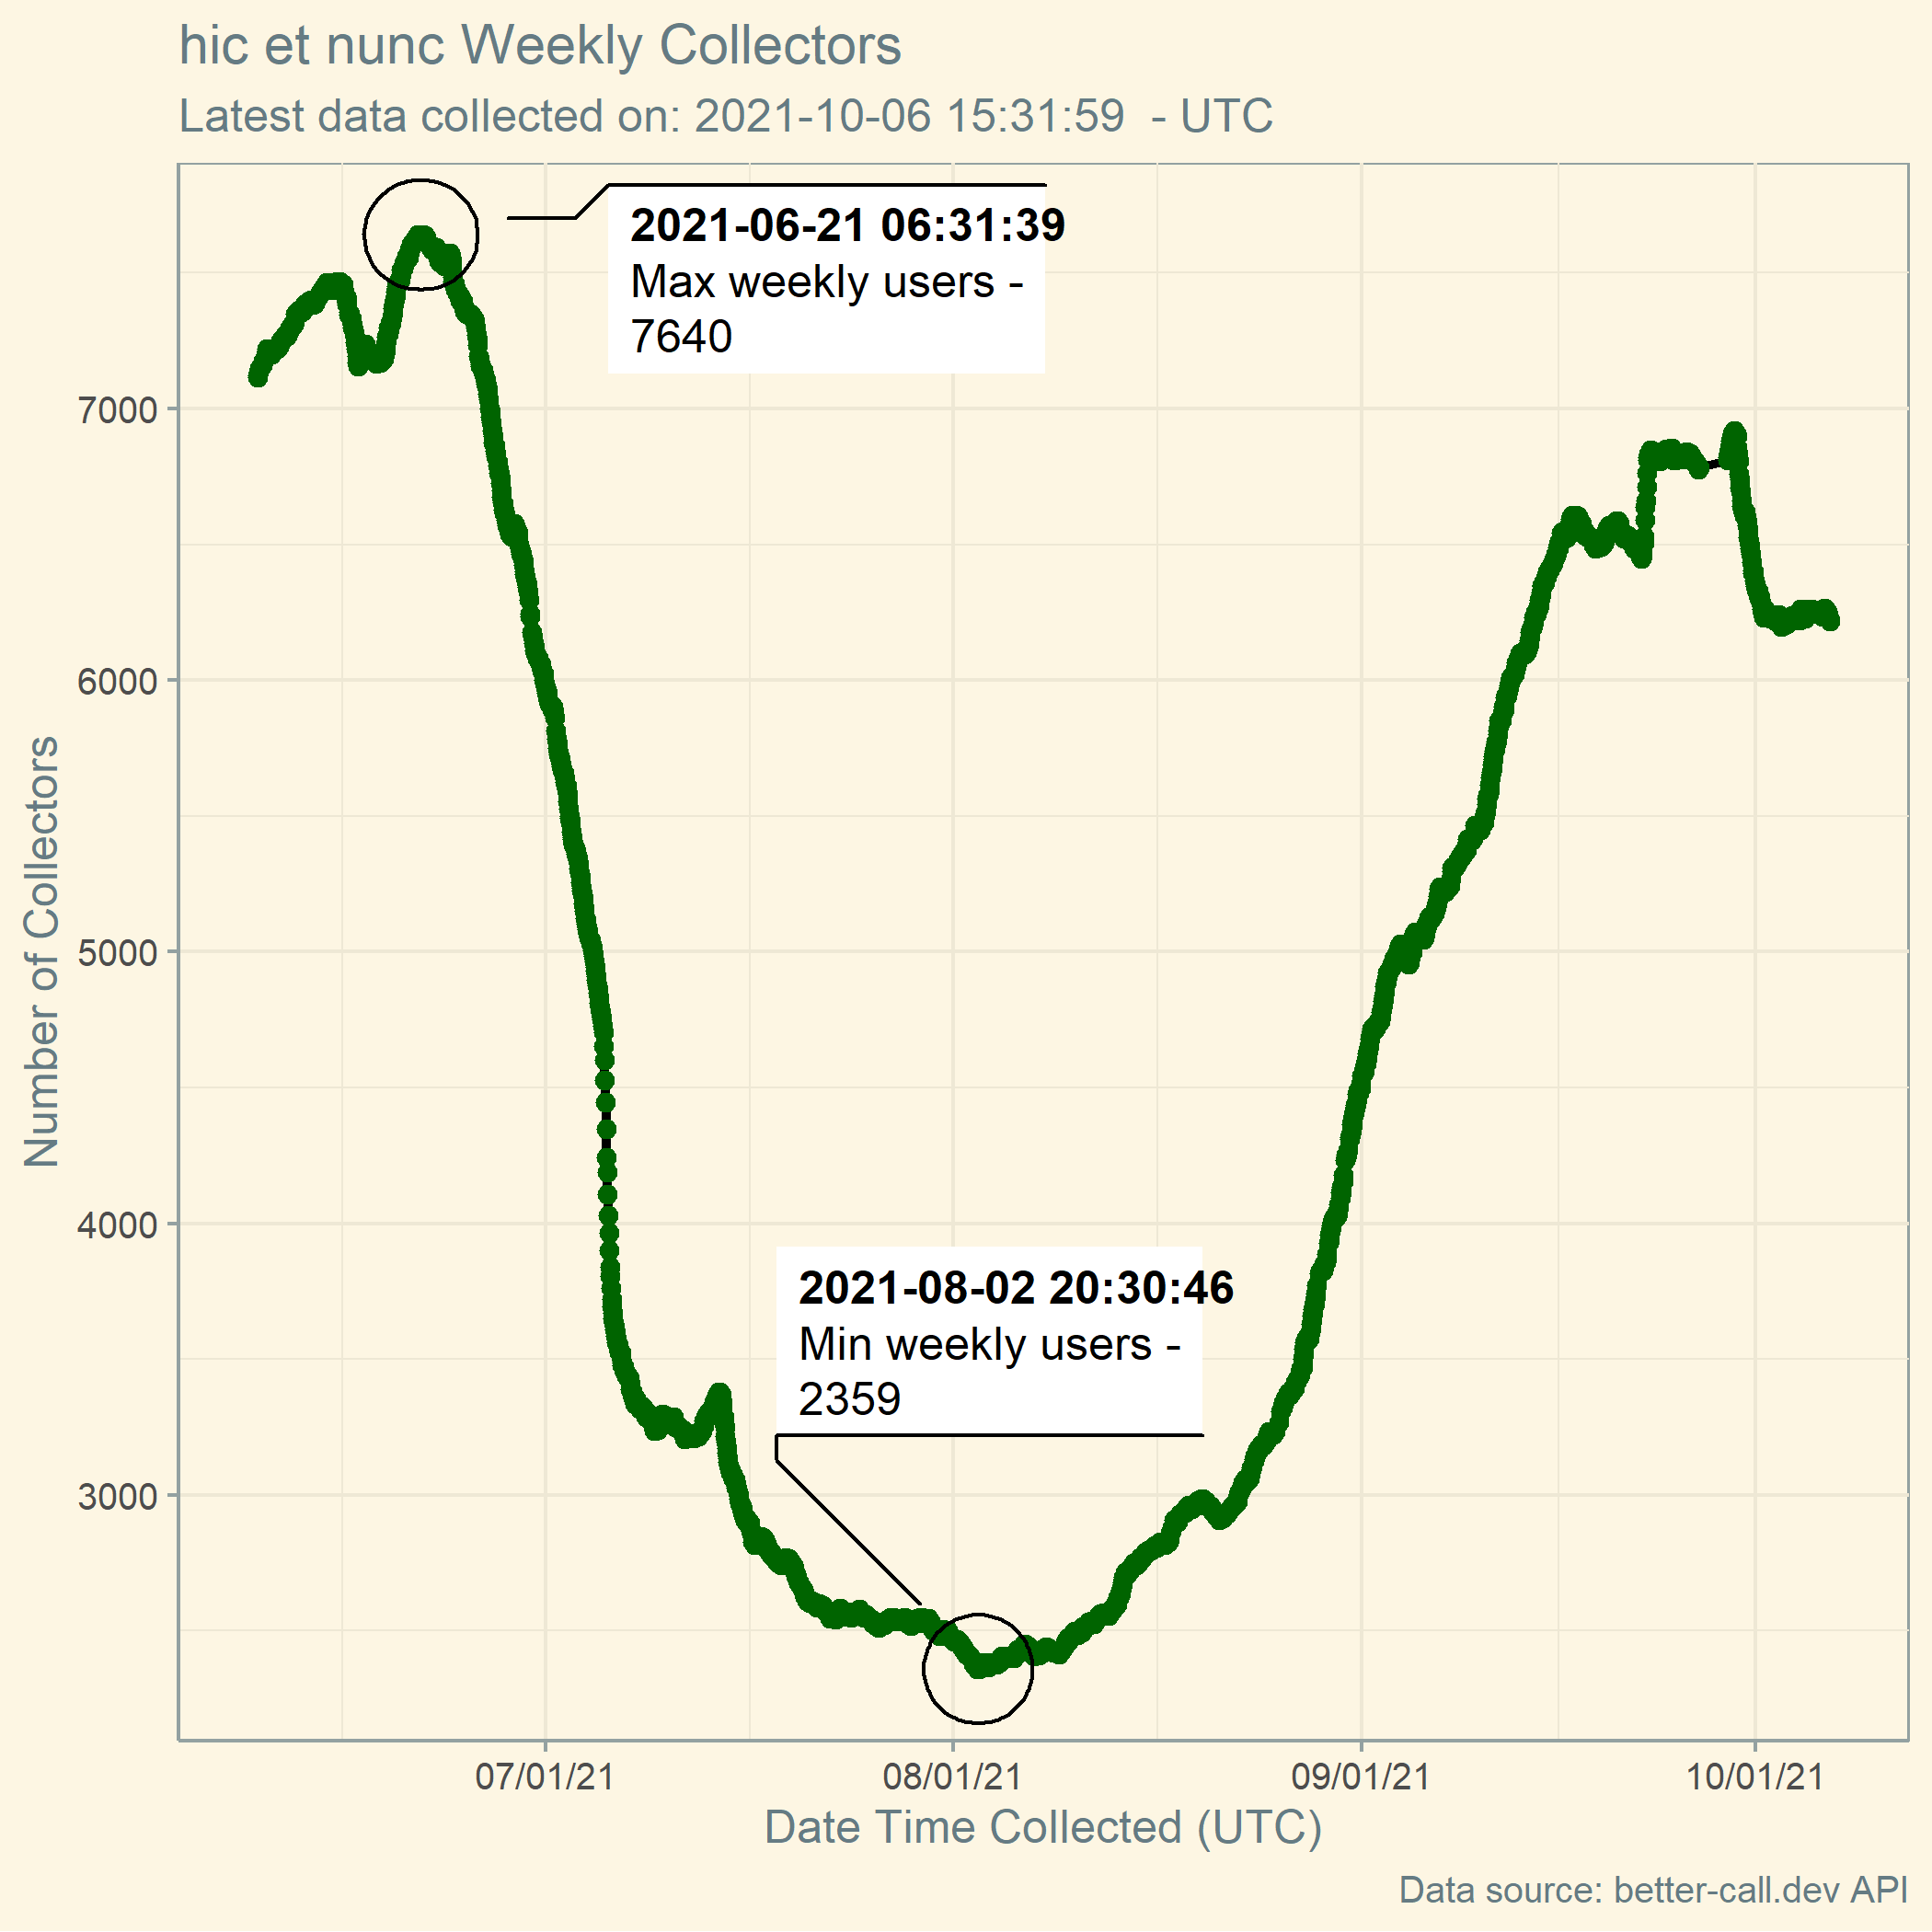 hic et nunc Weekly Collectors
Latest data collected on: 2021-10-06 15:31:59  - UTC
2021-06-21 06:31:39
Max weekly users -
7640
7000
6000
5000
4000
3000
Number of Collectors
2021-08-02 20:30:46
Min weekly users -
2359
07/01/21
08/01/21
09/01/21
10/01/21
Date Time Collected (UTC)
Data source: better-call.dev API